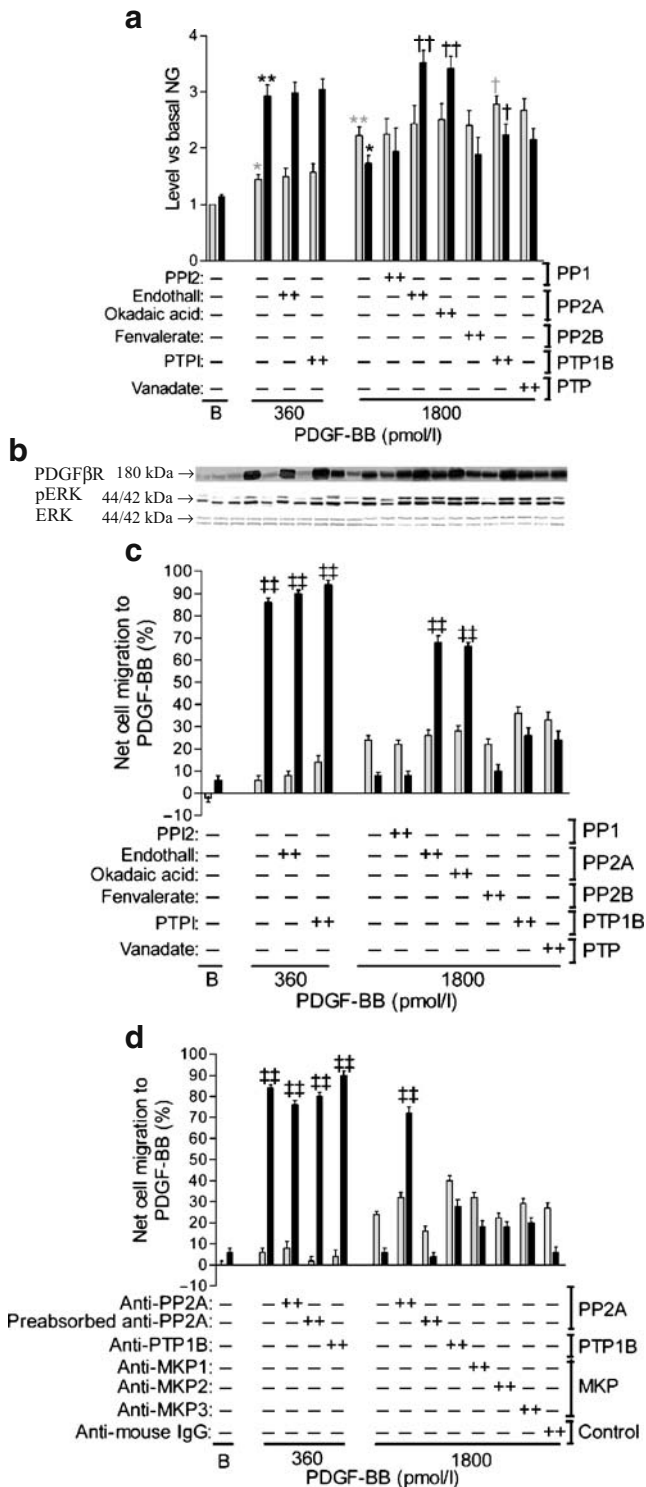 a
Level vs basal NG
4
3
2
1
0
** ** * ** * †† †† † †
PPI2: – – – – – ++ – – – – – PP1
Endothall: – – ++ – – – ++ – – – – PP2A
Okadaic acid: – – – – – – – ++ – – –
Fenvalerate: – – – – – – – – ++ – – PP2B
PTPI: – – – ++ – – – – – ++ – PTP1B
Vanadate: – – – – – – – – – – ++ PTP
B 360 1800
PDGF-BB (pmol/l)
b
PDGFβR 180 kDa →
pERK 44/42 kDa →
ERK 44/42 kDa →
c
Net cell migration to PDGF-BB (%)
100
90
80
70
60
50
40
30
20
10
0
–10
‡‡ ‡‡ ‡‡ ‡‡ ‡‡
PPI2: – – – – – ++ – – – – – PP1
Endothall: – – ++ – – – ++ – – – – PP2A
Okadaic acid: – – – – – – – ++ – – –
Fenvalerate: – – – – – – – – ++ – – PP2B
PTPI: – – – ++ – – – – – ++ – PTP1B
Vanadate: – – – – – – – – – – ++ PTP
B 360 1800
PDGF-BB (pmol/l)
d
Net cell migration to PDGF-BB (%)
100
90
80
70
60
50
40
30
20
10
0
–10
‡‡ ‡‡ ‡‡ ‡‡ ‡‡
Anti-PP2A: – – ++ – – – ++ – – – – – – PP2A
Preabsorbed anti-PP2A: – – – ++ – – – ++ – – – – –
Anti-PTP1B: – – – – ++ – – – ++ – – – – PTP1B
Anti-MKP1: – – – – – – – – – ++ – – – MKP
Anti-MKP2: – – – – – – – – – – ++ – –
Anti-MKP3: – – – – – – – – – – – ++ –
Anti-mouse IgG: – – – – – – – – – – – – ++ Control
B 360 1800
PDGF-BB (pmol/l)